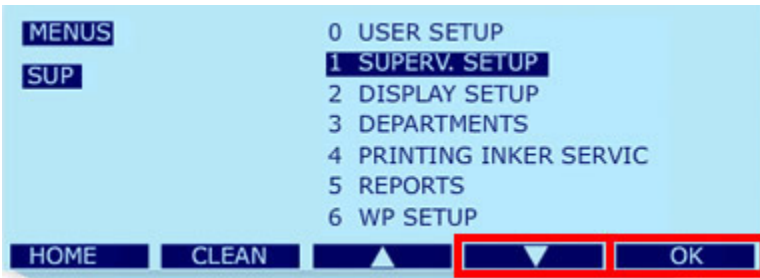 MENUS
0 USER SETUP
1 SUPERV. SETUP
SUP
2 DISPLAY SETUP
3 DEPARTMENTS
4 PRINTING INKER SERVIC
5 REPORTS
6 WP SETUP
HOME CLEAN ▲ ▼ OK